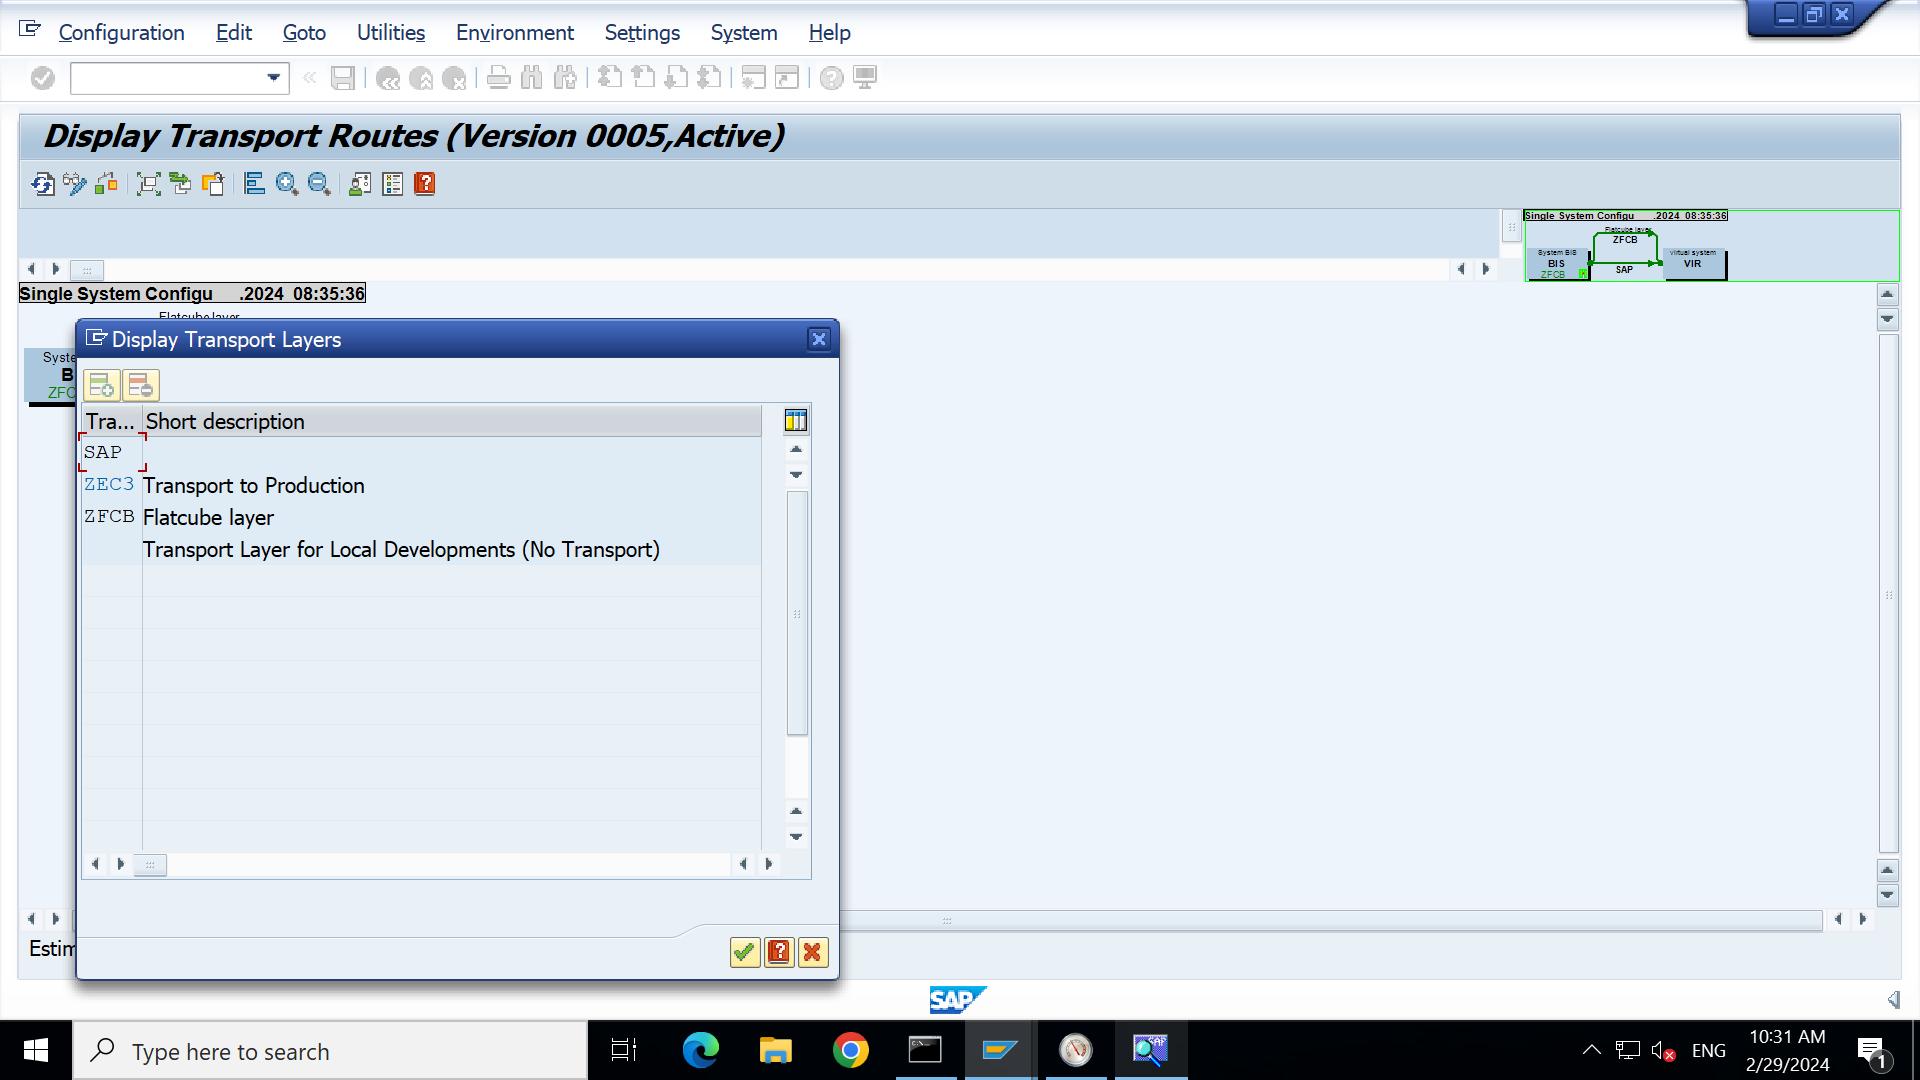 Configuration Edit Goto Utilities Environment Settings System Help
Display Transport Routes (Version 0005,Active)
Single System Configu .2024 08:35:36
Flatcube layer
ZFCB
System BIS
BIS
ZFCB
SAP
virtual system
VIR
Single System Configu .2024 08:35:36
Flatcube layer
Syste
B
ZFC
Display Transport Layers
Tra... Short description
SAP
ZEC3 Transport to Production
ZFCB Flatcube layer
Transport Layer for Local Developments (No Transport)
Estim
SAP
Type here to search
ENG
10:31 AM
2/29/2024
1